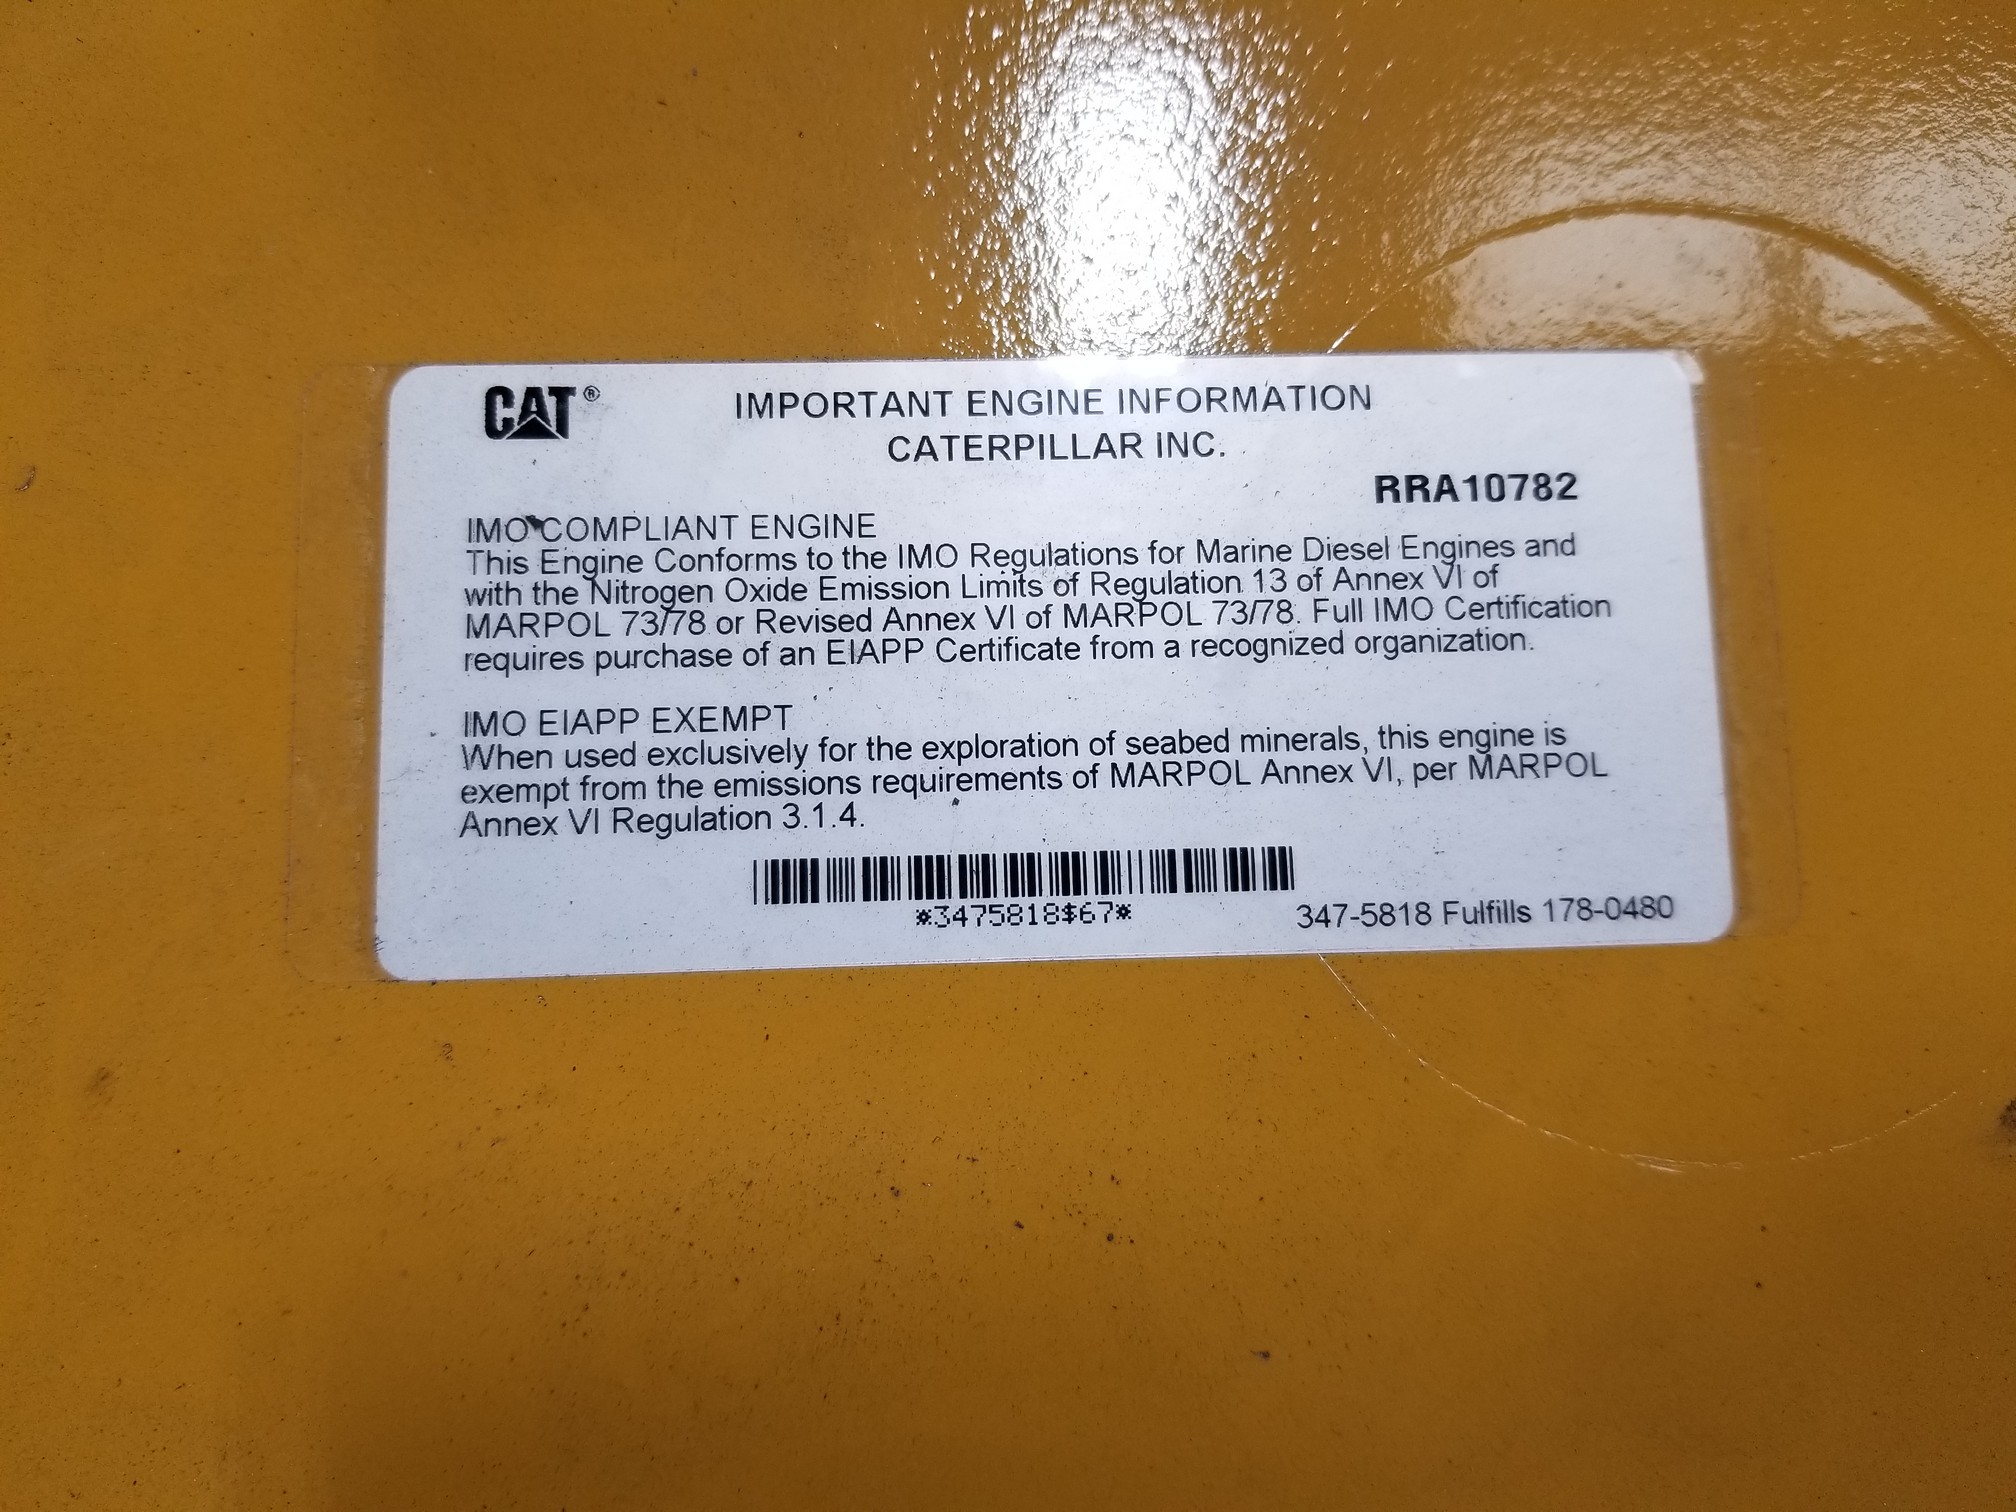 CAT®
IMPORTANT ENGINE INFORMATION
CATERPILLAR INC.
RRA10782
IMO COMPLIANT ENGINE
This Engine Conforms to the IMO Regulations for Marine Diesel Engines and
with the Nitrogen Oxide Emission Limits of Regulation 13 of Annex VI of
MARPOL 73/78 or Revised Annex VI of MARPOL 73/78. Full IMO Certification
requires purchase of an EIAPP Certificate from a recognized organization.
IMO EIAPP EXEMPT
When used exclusively for the exploration of seabed minerals, this engine is
exempt from the emissions requirements of MARPOL Annex VI, per MARPOL
Annex VI Regulation 3.1.4.
*3475818$67*
347-5818 Fulfills 178-0480